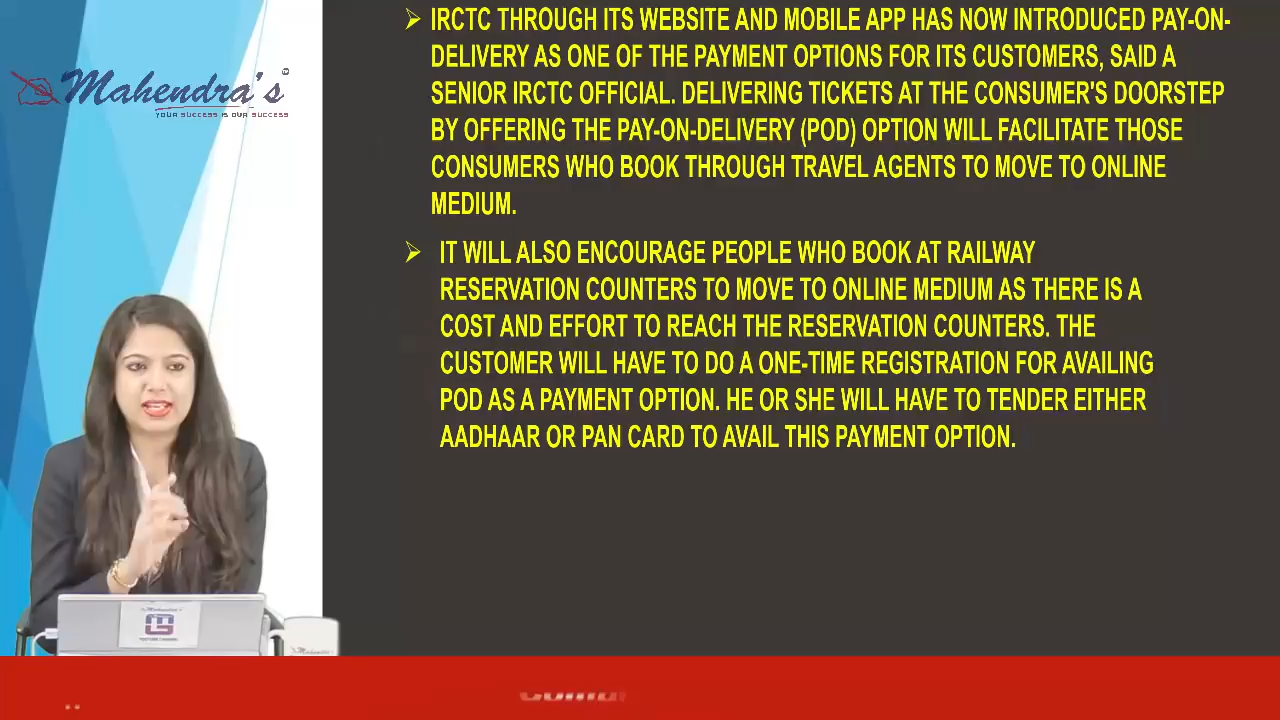 IRCTC THROUGH ITS WEBSITE AND MOBILE APP HAS NOW INTRODUCED PAY-ON-
DELIVERY AS ONE OF THE PAYMENT OPTIONS FOR ITS CUSTOMERS, SAID A
SENIOR IRCTC OFFICIAL. DELIVERING TICKETS AT THE CONSUMER'S DOORSTEP
BY OFFERING THE PAY-ON-DELIVERY (POD) OPTION WILL FACILITATE THOSE
CONSUMERS WHO BOOK THROUGH TRAVEL AGENTS TO MOVE TO ONLINE
MEDIUM.
IT WILL ALSO ENCOURAGE PEOPLE WHO BOOK AT RAILWAY
RESERVATION COUNTERS TO MOVE TO ONLINE MEDIUM AS THERE IS A
COST AND EFFORT TO REACH THE RESERVATION COUNTERS. THE
CUSTOMER WILL HAVE TO DO A ONE-TIME REGISTRATION FOR AVAILING
POD AS A PAYMENT OPTION. HE OR SHE WILL HAVE TO TENDER EITHER
AADHAAR OR PAN CARD TO AVAIL THIS PAYMENT OPTION.
Mahendra's
YOUR SUCCESS IS OUR SUCCESS
Mahendra's
YOUTUBE CHANNEL
Mahendra's